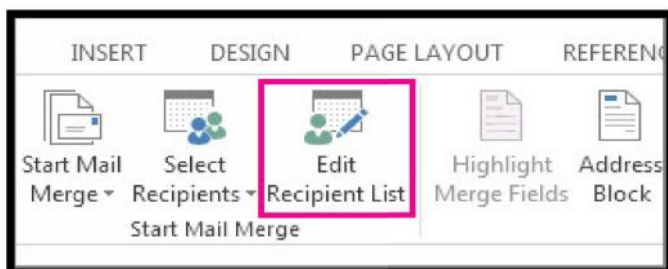 INSERT DESIGN PAGE LAYOUT
Start Mail Select Edit Highlight Address
Merge Recipients Recipient List Merge Fields Block
Start Mail Merge